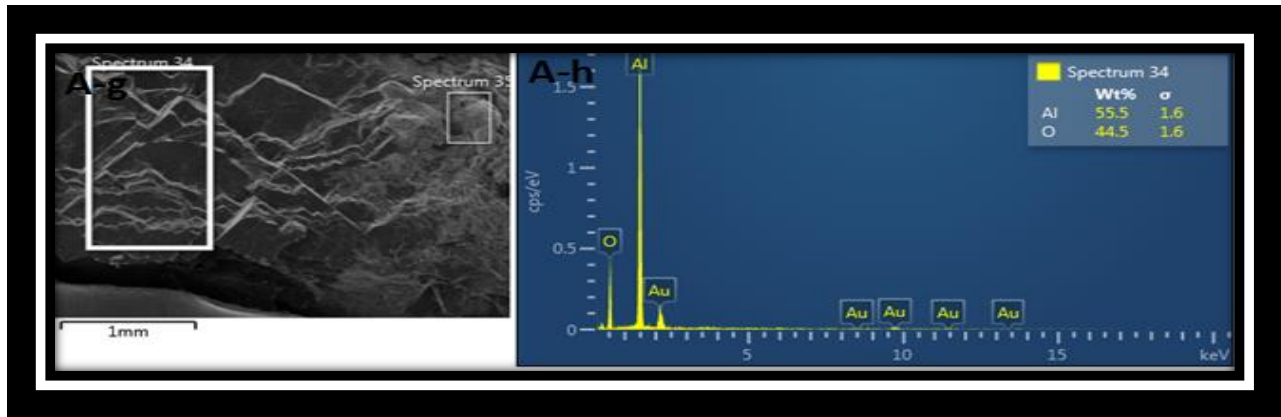 Spectrum 34
A-g
Spectrum 35
1mm
A-h
Al
Spectrum 34
Wt% σ
Al 55.5 1.6
O 44.5 1.6
1.5
1
cps/eV
0.5
O
Au
Au Au Au Au
0
5 10 15 keV